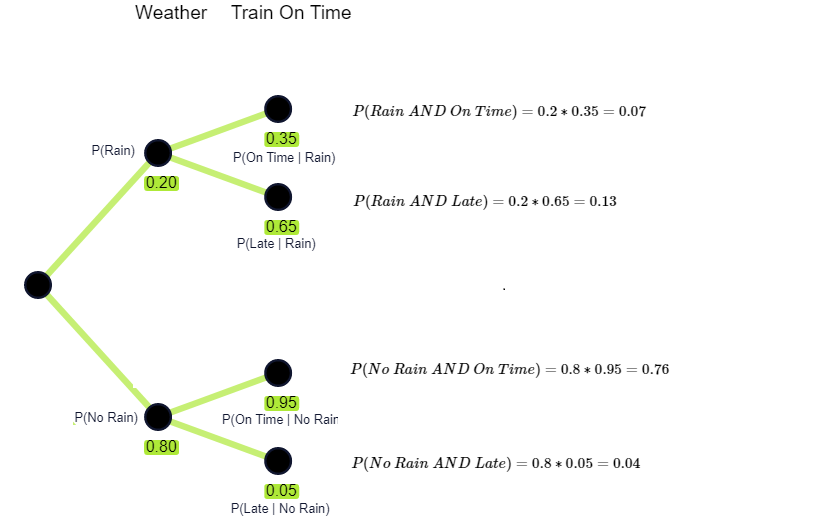 Weather Train On Time
P(Rain AND On Time) = 0.2 * 0.35 = 0.07
P(Rain)
0.35
P(On Time | Rain)
0.20
P(Rain AND Late) = 0.2 * 0.65 = 0.13
0.65
P(Late | Rain)
P(No Rain AND On Time) = 0.8 * 0.95 = 0.76
0.95
P(No Rain)
P(On Time | No Rain
0.80
P(No Rain AND Late) = 0.8 * 0.05 = 0.04
0.05
P(Late | No Rain)